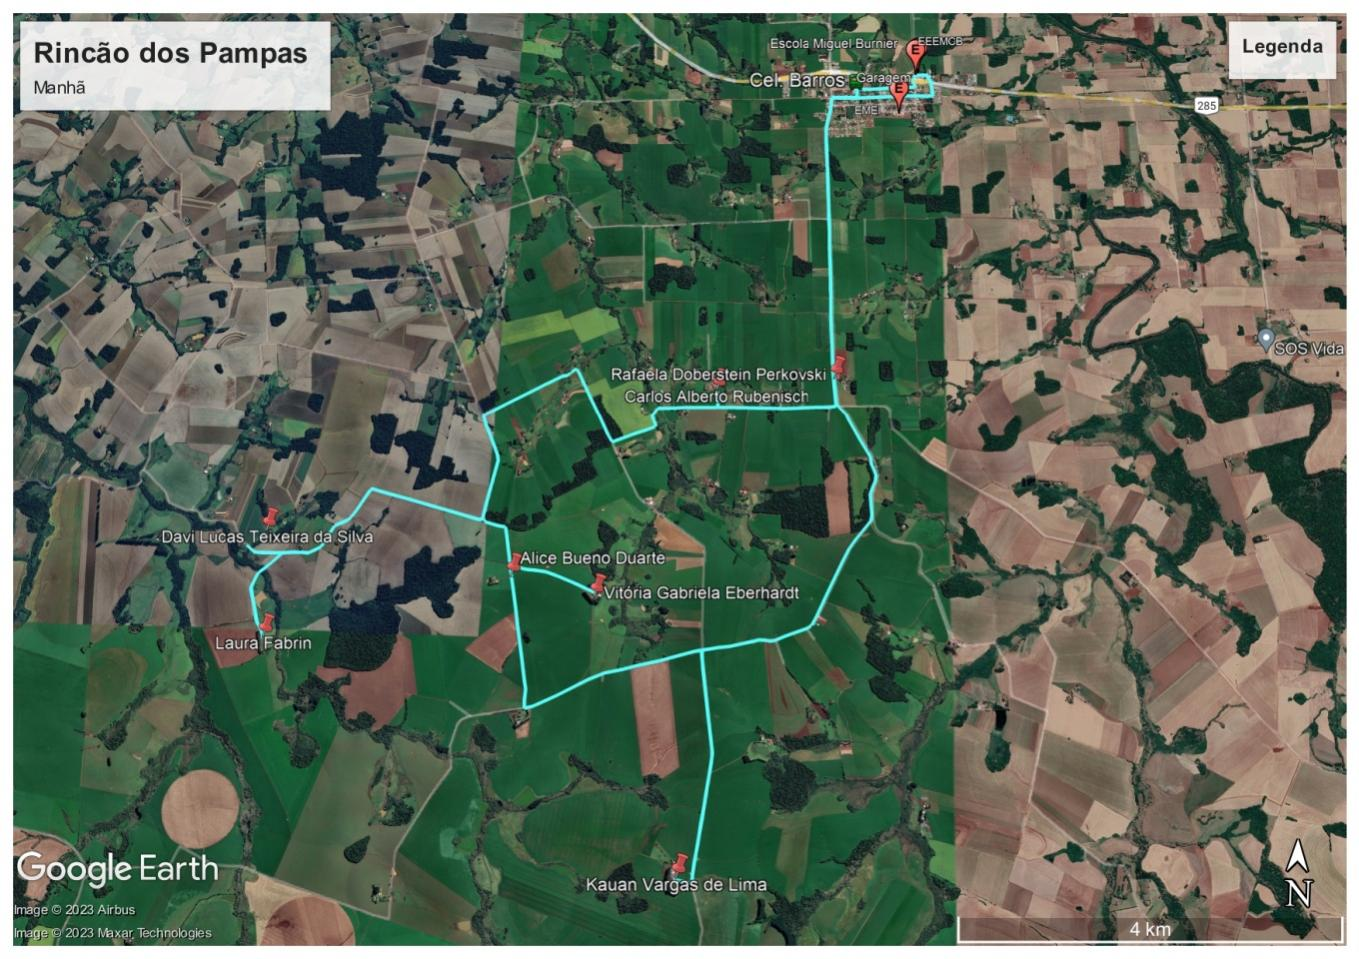 Rincão dos Pampas
Manhã
Legenda
Escola Miguel Burnier
EEEMCB
Cel. Barros
Garagem
E
E
EMEI
285
SOS Vida
Rafaela Doberstein Perkovski
Carlos Alberto Rubenisch
Davi Lucas Teixeira da Silva
Alice Bueno Duarte
Vitória Gabriela Eberhardt
Laura Fabrin
Kauan Vargas de Lima
Google Earth
Image © 2023 Airbus
Image © 2023 Maxar Technologies
N
4 km